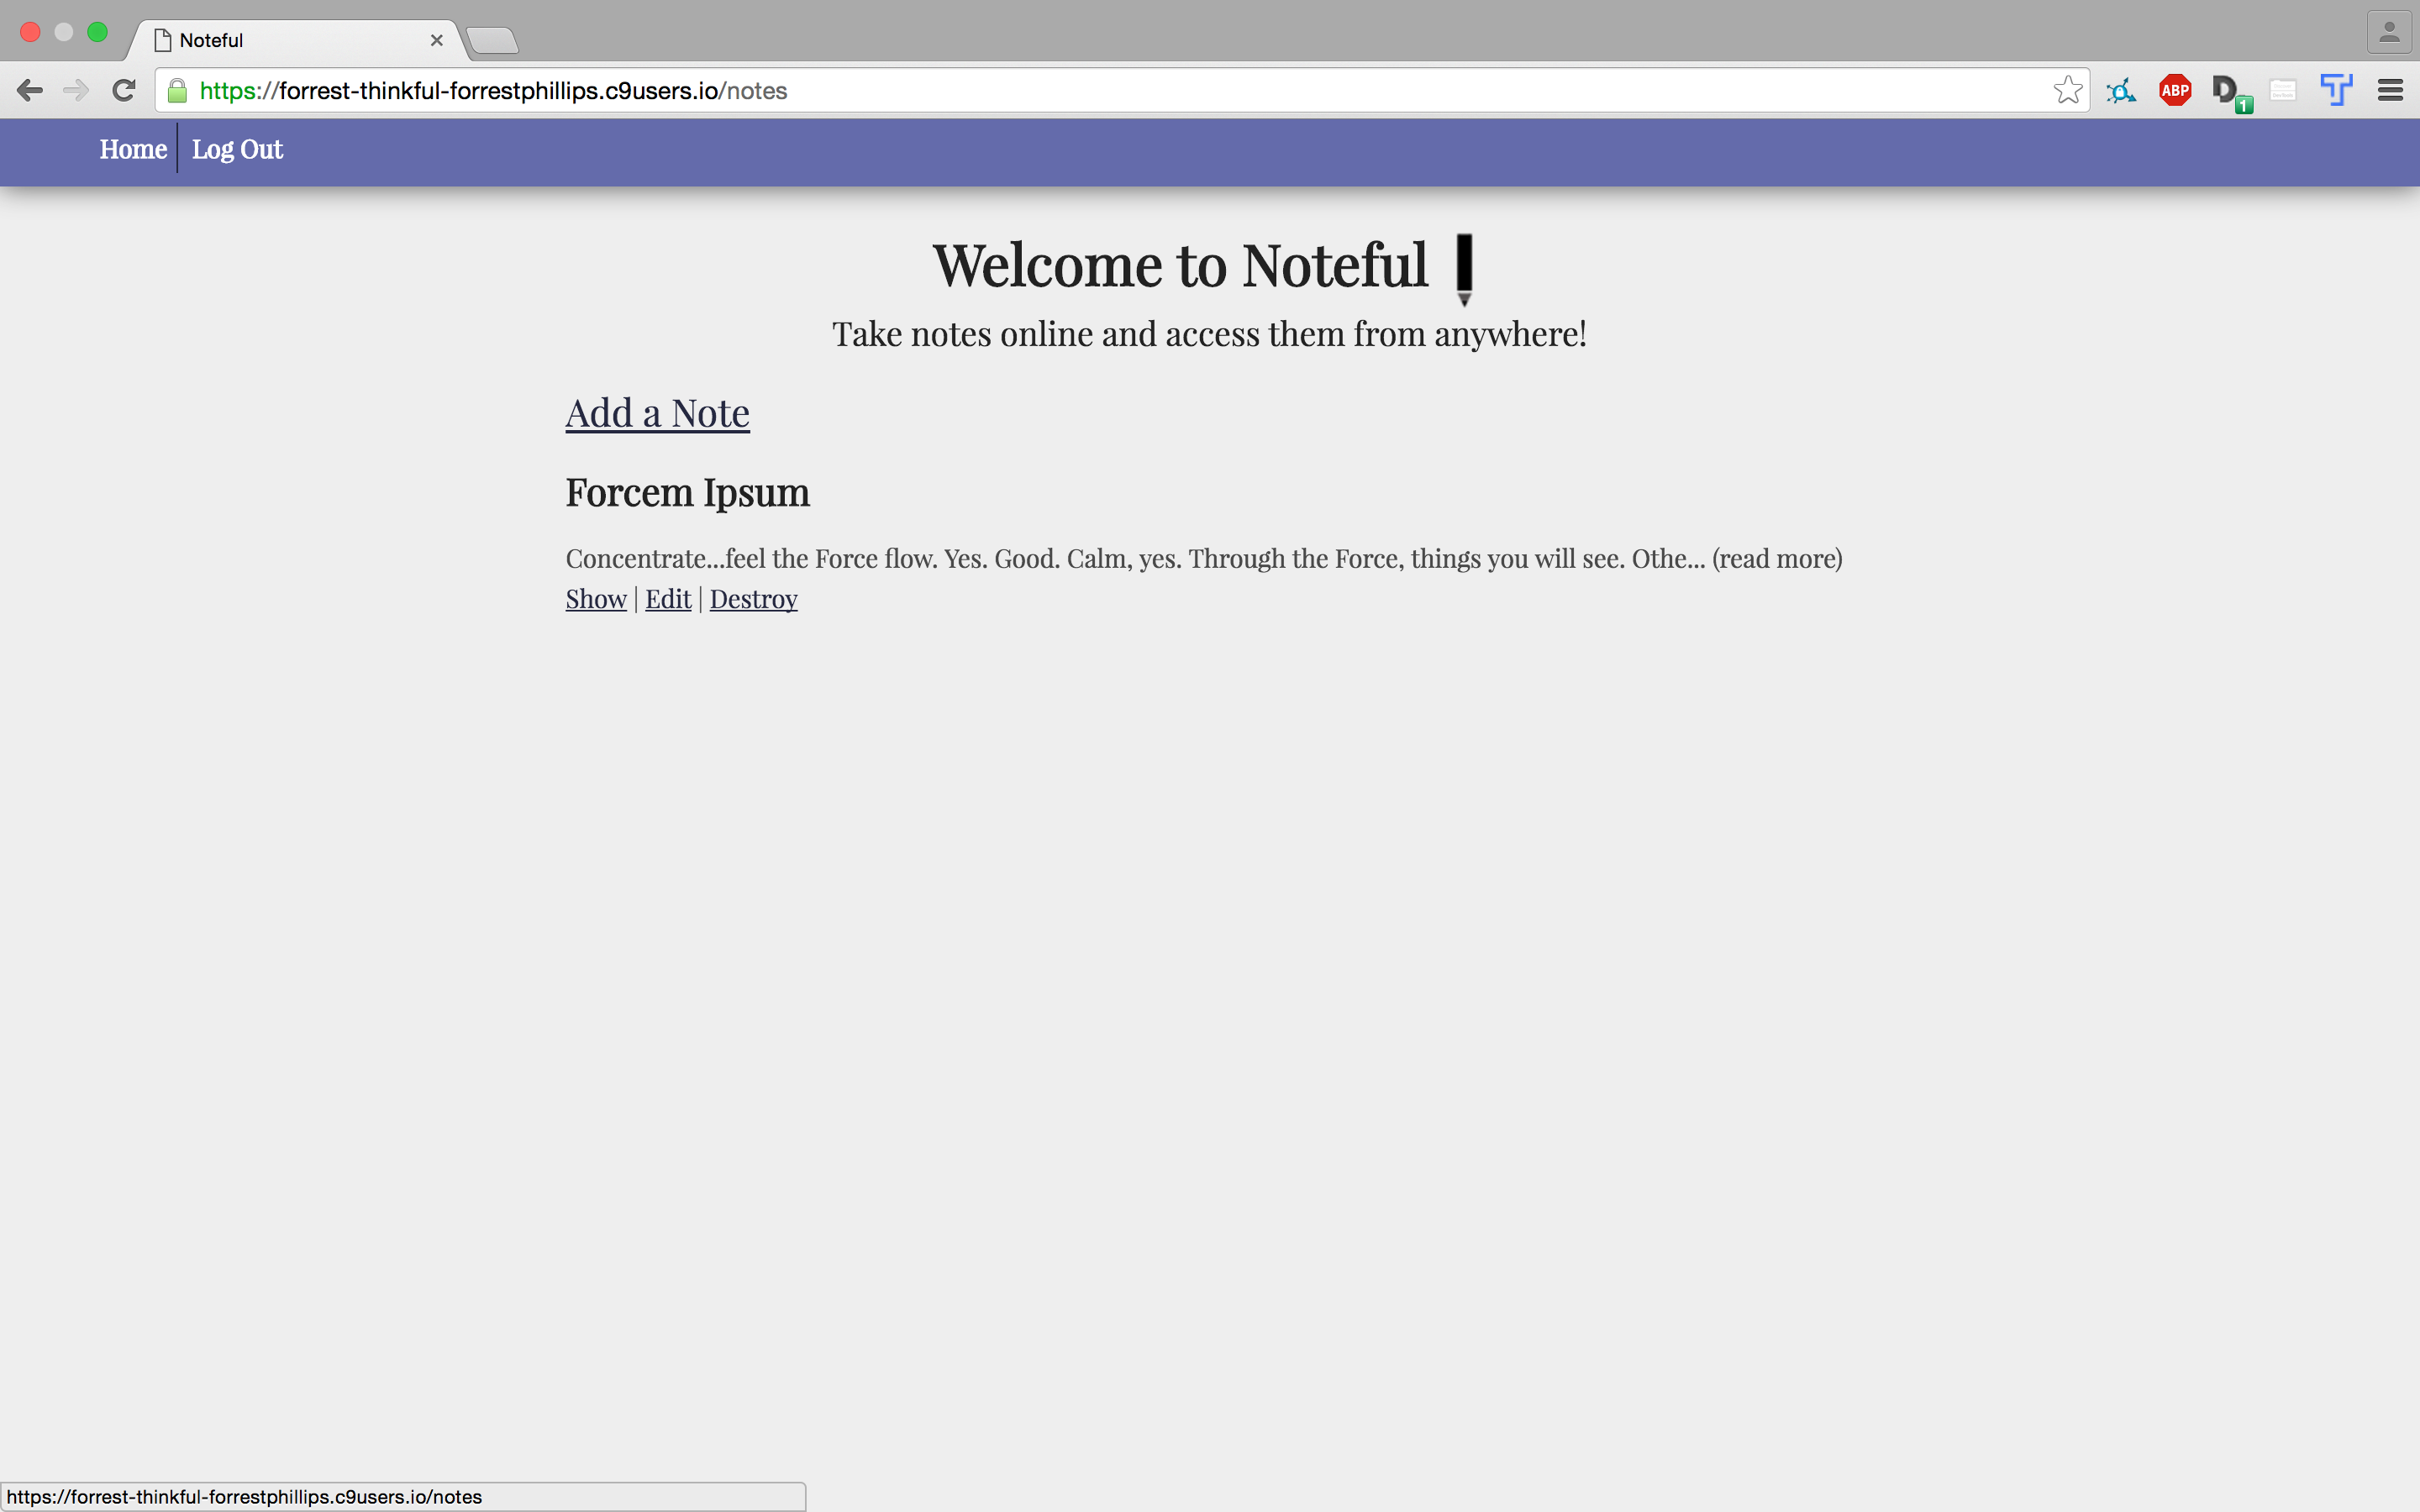 Noteful
https://forrest-thinkful-forrestphillips.c9users.io/notes
ABP
D
1
Home
Log Out
Welcome to Noteful
Take notes online and access them from anywhere!
Add a Note
Forcem Ipsum
Concentrate...feel the Force flow. Yes. Good. Calm, yes. Through the Force, things you will see. Othe... (read more)
Show | Edit | Destroy
https://forrest-thinkful-forrestphillips.c9users.io/notes